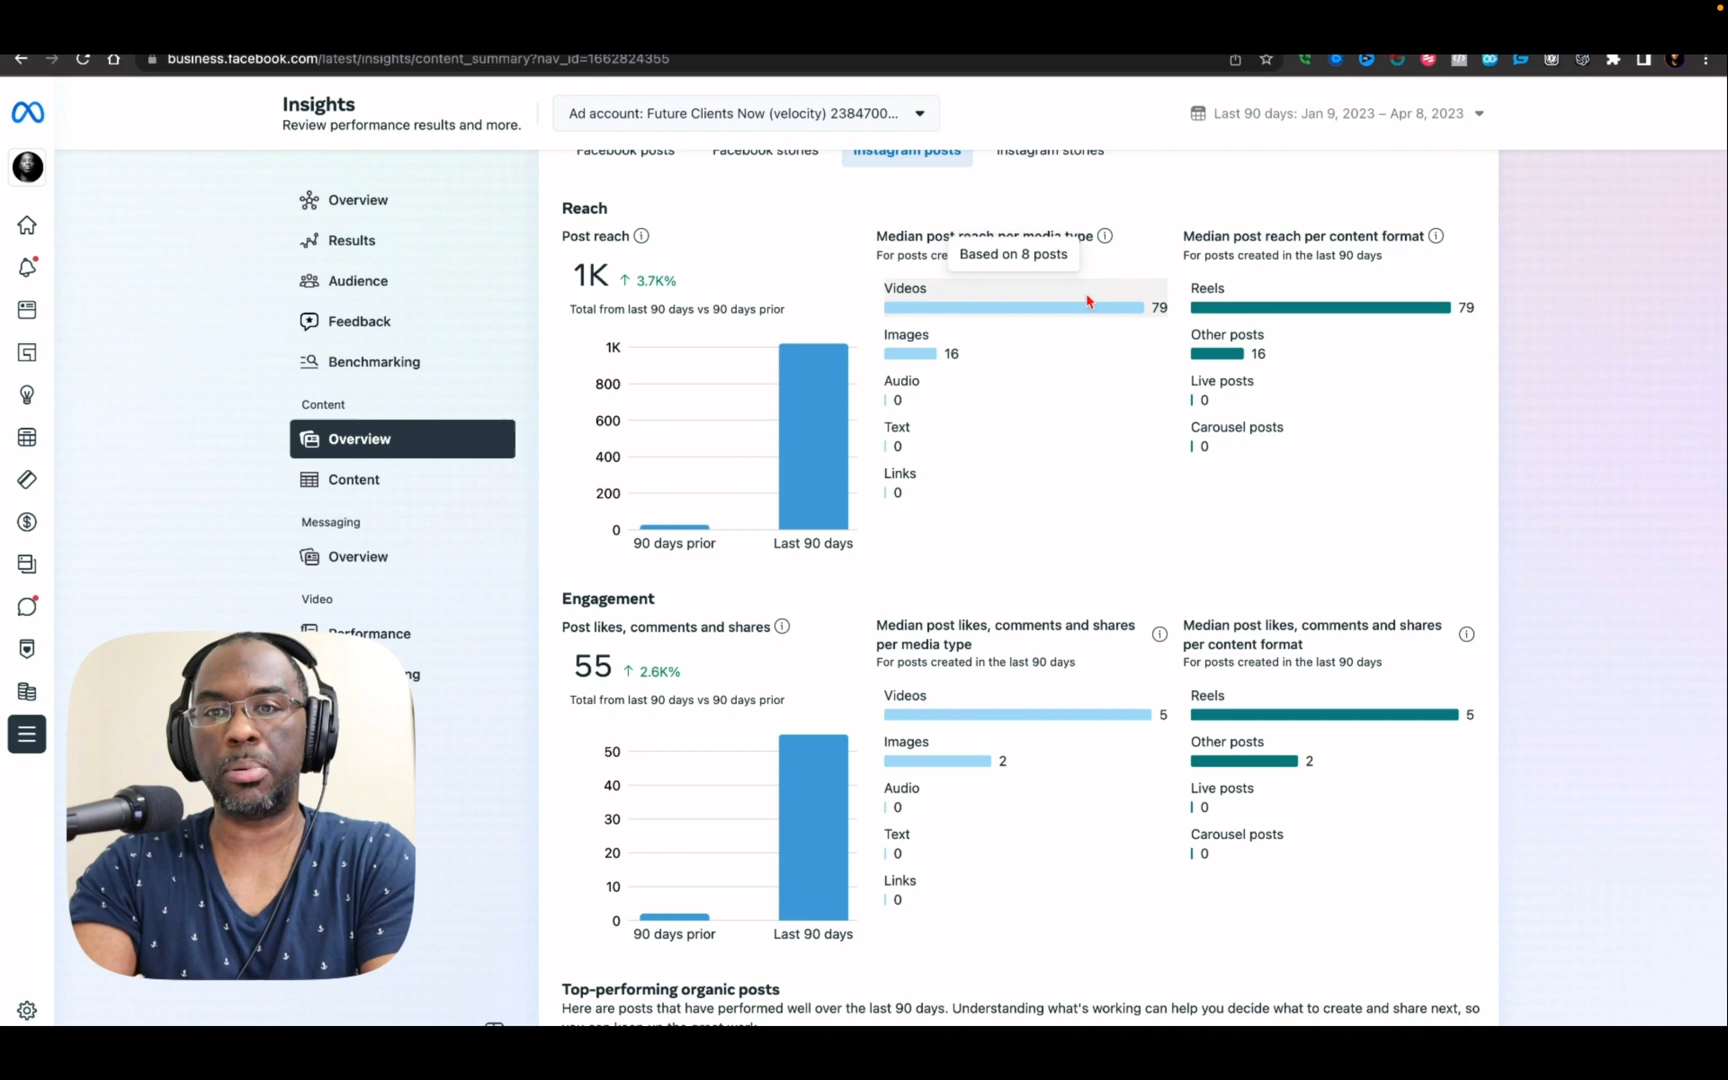 business.facebook.com/latest/insights/content_summary?nav_id=1662824355
Insights
Review performance results and more.
Ad account: Future Clients Now (velocity) 2384700...
Last 90 days: Jan 9, 2023 – Apr 8, 2023
Facebook posts
Facebook stories
Instagram posts
Instagram stories
Overview
Results
Audience
Feedback
Benchmarking
Content
Overview
Content
Messaging
Overview
Video
Performance
ng
Reach
Post reach
1K
3.7K%
Total from last 90 days vs 90 days prior
1K
800
600
400
200
0
90 days prior
Last 90 days
Median post reach per media type
For posts cre
Based on 8 posts
Videos
79
Images
16
Audio
0
Text
0
Links
0
Median post reach per content format
For posts created in the last 90 days
Reels
79
Other posts
16
Live posts
0
Carousel posts
0
Engagement
Post likes, comments and shares
55
2.6K%
Total from last 90 days vs 90 days prior
50
40
30
20
10
0
90 days prior
Last 90 days
Median post likes, comments and shares
per media type
For posts created in the last 90 days
Videos
5
Images
2
Audio
0
Text
0
Links
0
Median post likes, comments and shares
per content format
For posts created in the last 90 days
Reels
5
Other posts
2
Live posts
0
Carousel posts
0
Top-performing organic posts
Here are posts that have performed well over the last 90 days. Understanding what's working can help you decide what to create and share next, so